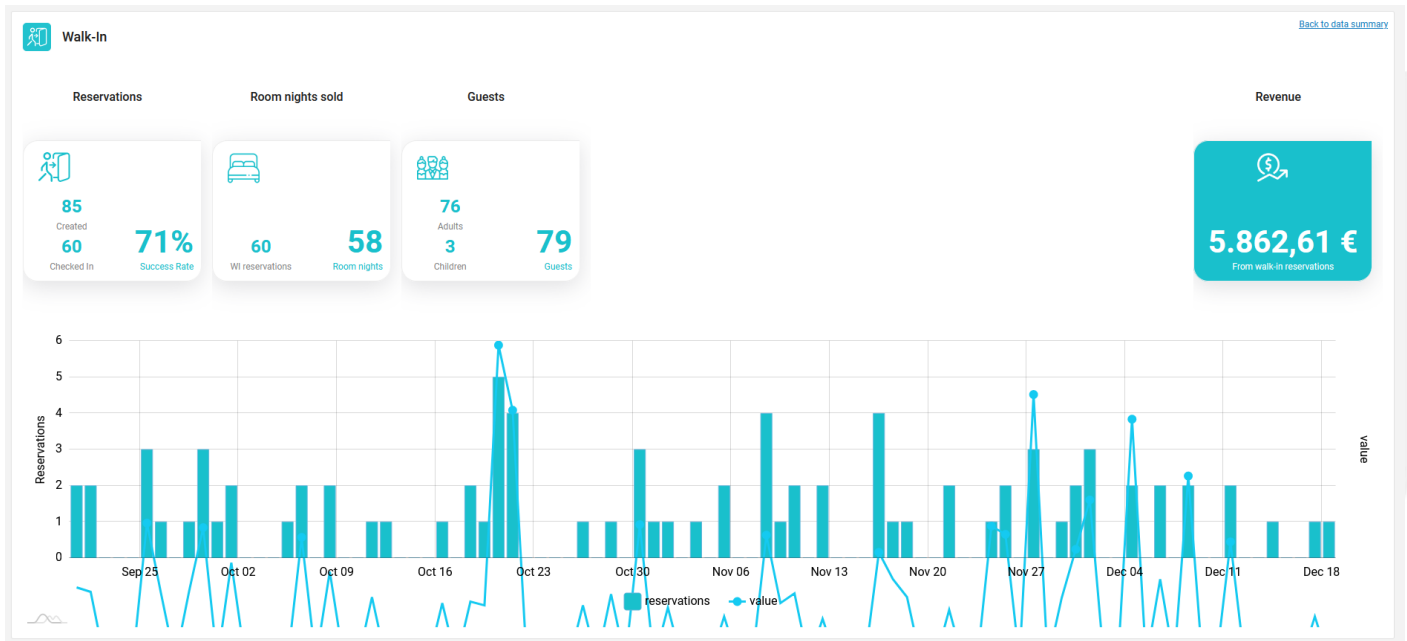 Walk-In
Back to data summary
Reservations
Room nights sold
Guests
Revenue
85
Created
60
Checked In
71%
Success Rate
60
WI reservations
58
Room nights
76
Adults
3
Children
79
Guests
5.862,61 €
From walk-in reservations
6
5
4
3
2
1
0
Reservations
value
Sep 25 Oct 02 Oct 09 Oct 16 Oct 23 Oct 30 Nov 06 Nov 13 Nov 20 Nov 27 Dec 04 Dec 11 Dec 18
reservations value